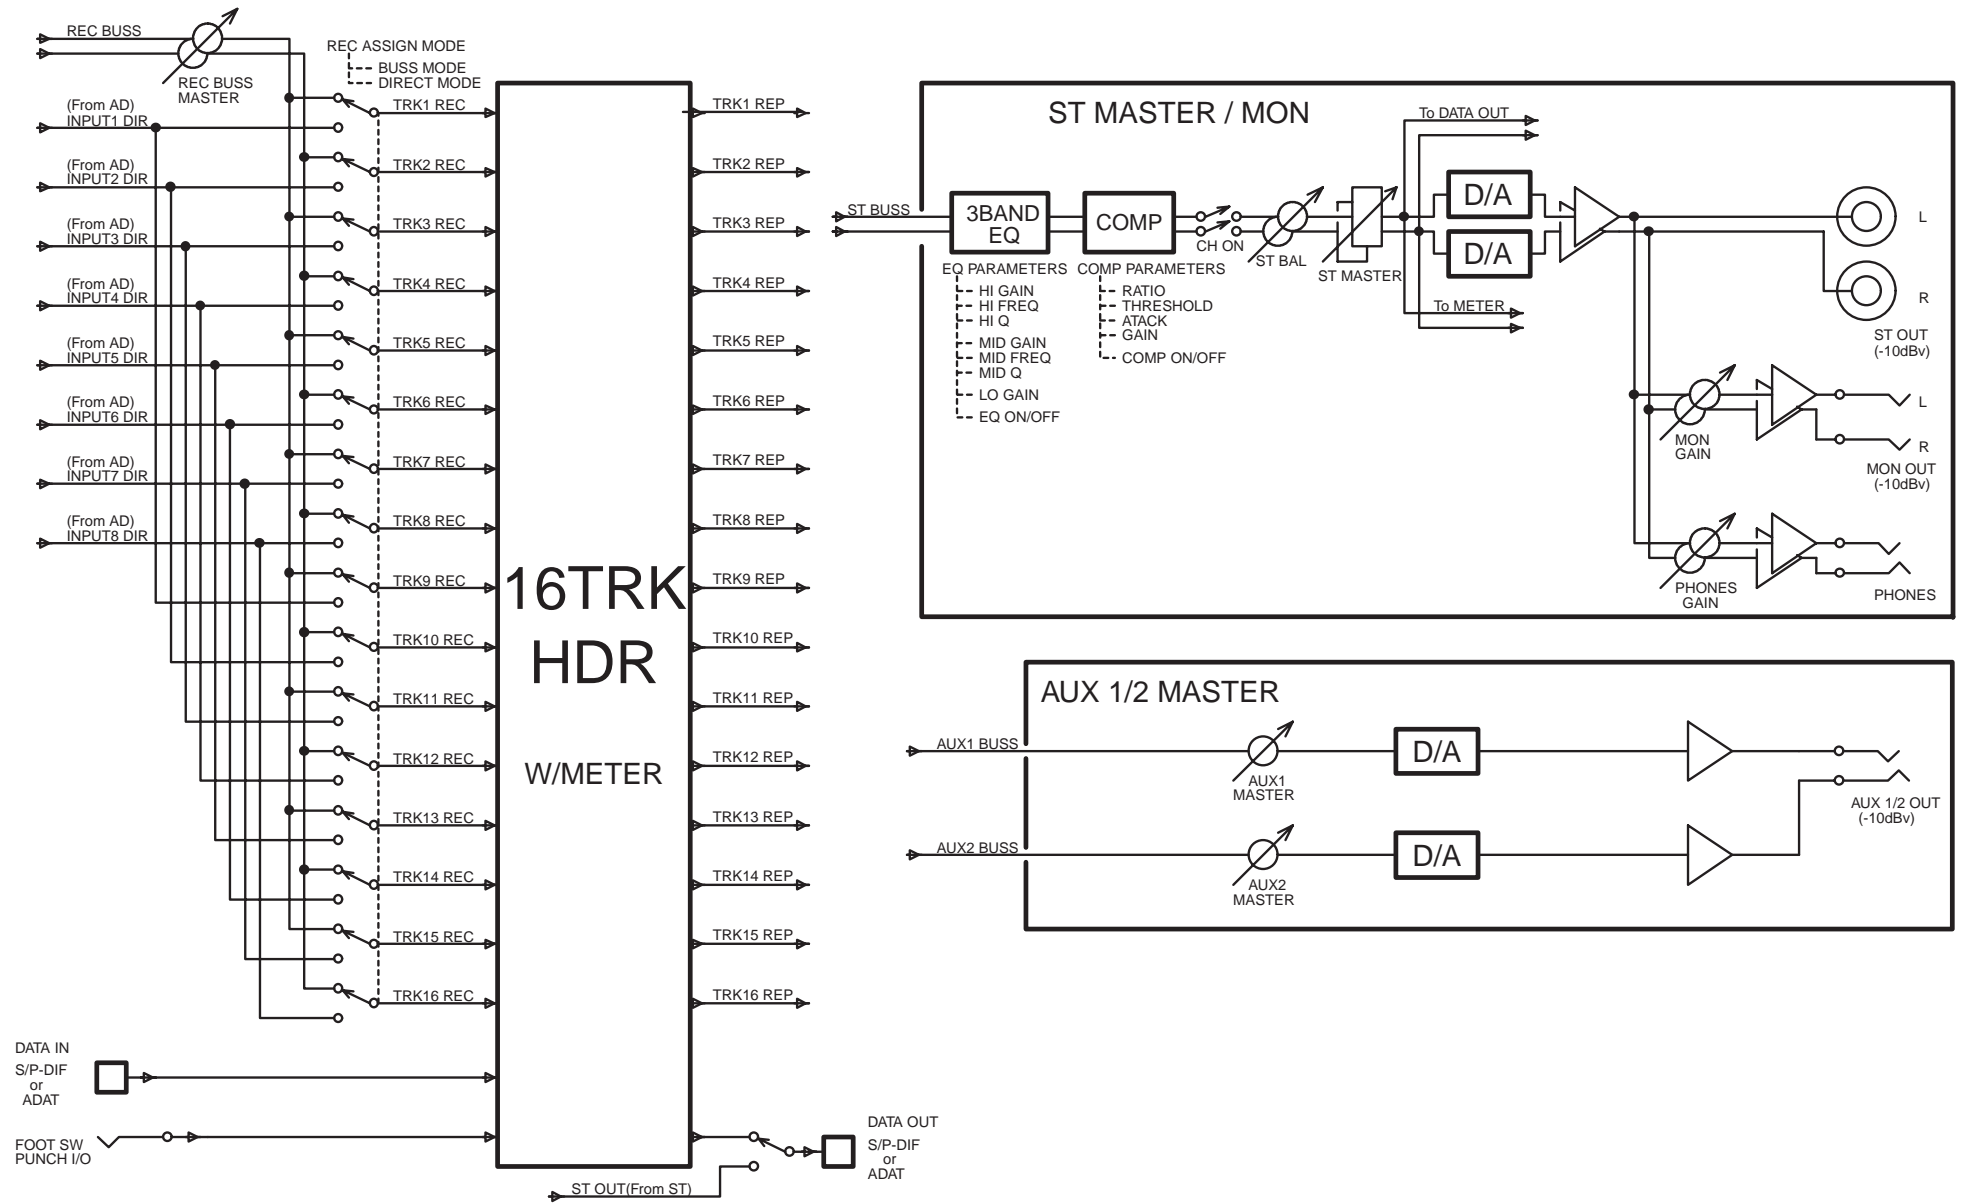 REC BUSS
REC BUSS
MASTER
REC ASSIGN MODE
BUSS MODE
DIRECT MODE
(From AD)
INPUT1 DIR
(From AD)
INPUT2 DIR
(From AD)
INPUT3 DIR
(From AD)
INPUT4 DIR
(From AD)
INPUT5 DIR
(From AD)
INPUT6 DIR
(From AD)
INPUT7 DIR
(From AD)
INPUT8 DIR
TRK1 REC
TRK2 REC
TRK3 REC
TRK4 REC
TRK5 REC
TRK6 REC
TRK7 REC
TRK8 REC
TRK9 REC
TRK10 REC
TRK11 REC
TRK12 REC
TRK13 REC
TRK14 REC
TRK15 REC
TRK16 REC
16TRK
HDR
W/METER
TRK1 REP
TRK2 REP
TRK3 REP
TRK4 REP
TRK5 REP
TRK6 REP
TRK7 REP
TRK8 REP
TRK9 REP
TRK10 REP
TRK11 REP
TRK12 REP
TRK13 REP
TRK14 REP
TRK15 REP
TRK16 REP
DATA IN
S/P-DIF
or
ADAT
FOOT SW
PUNCH I/O
ST OUT(From ST)
DATA OUT
S/P-DIF
or
ADAT
ST MASTER / MON
ST BUSS
3BAND
EQ
COMP
CH ON
ST BAL
ST MASTER
To DATA OUT
D/A
D/A
To METER
EQ PARAMETERS
HI GAIN
HI FREQ
HI Q
MID GAIN
MID FREQ
MID Q
LO GAIN
EQ ON/OFF
COMP PARAMETERS
RATIO
THRESHOLD
ATACK
GAIN
COMP ON/OFF
L
R
ST OUT
(-10dBv)
MON
GAIN
L
R
MON OUT
(-10dBv)
PHONES
GAIN
PHONES
AUX 1/2 MASTER
AUX1 BUSS
AUX1
MASTER
D/A
AUX 1/2 OUT
(-10dBv)
AUX2 BUSS
AUX2
MASTER
D/A